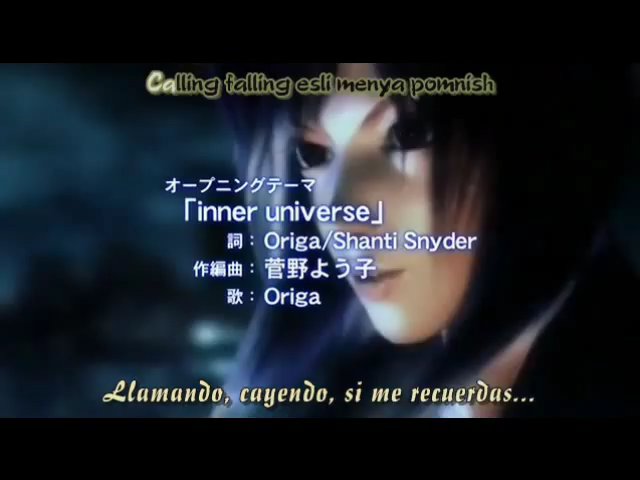 Calling falling esli menya pomnish
オープニングテーマ
「inner universe」
詞：Origa/Shanti Snyder
作編曲：菅野よう子
歌：Origa
Llamando, cayendo, si me recuerdas...